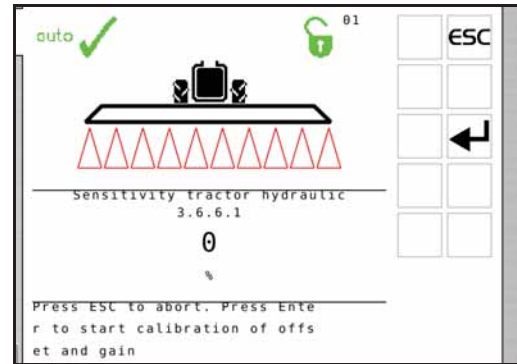 auto
01
ESC
Sensitivity tractor hydraulic
3.6.6.1
0
%
Press ESC to abort. Press Ente
r to start calibration of offs
et and gain